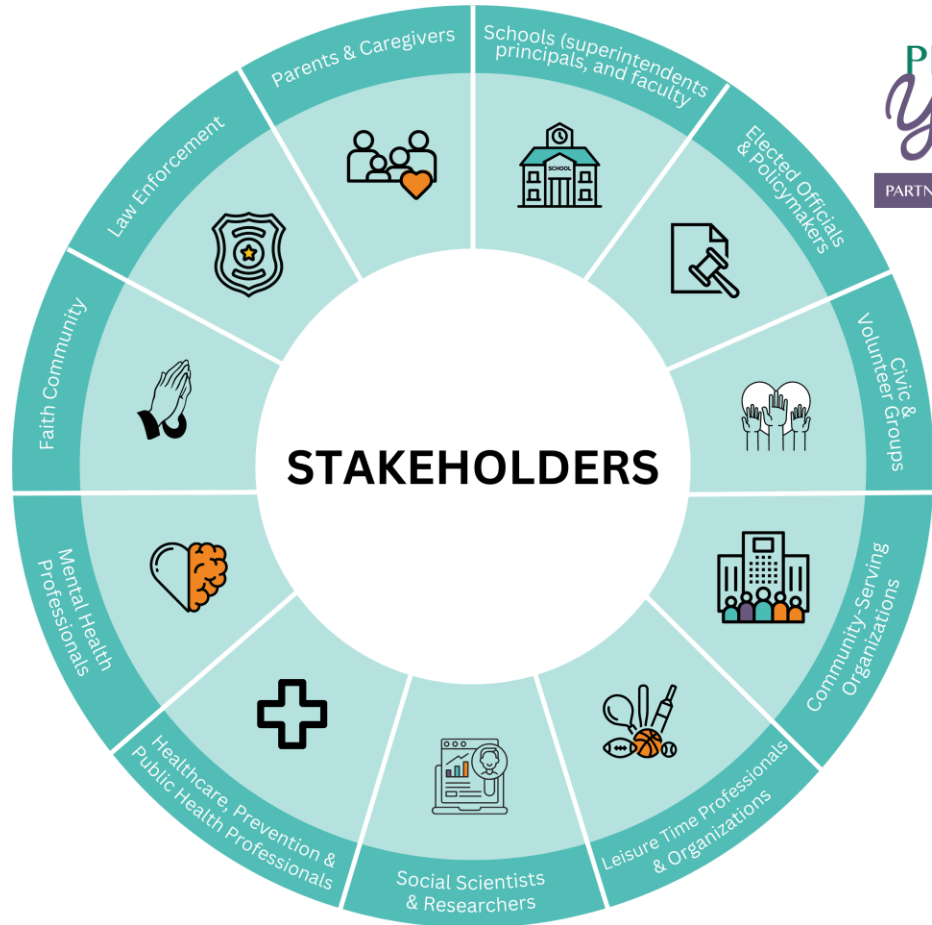 Parents & Caregivers
Schools (superintendents
principals, and faculty
Elected Officials
& Policymakers
Civic &
Volunteer Groups
Community-Serving
Organizations
Leisure Time Professionals
& Organizations
Social Scientists
& Researchers
Healthcare, Prevention &
Public Health Professionals
Mental Health
Professionals
Faith Community
Law Enforcement
SCHOOL
STAKEHOLDERS